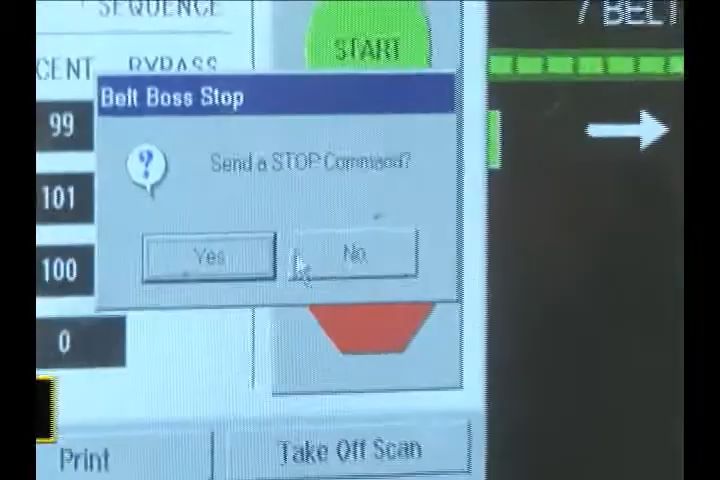 SEQUENCE
7 BELT
START
CENT BYPASS
Belt Boss Stop
99
Send a STOP Command?
101
Yes No
100
0
Print Take Off Scan